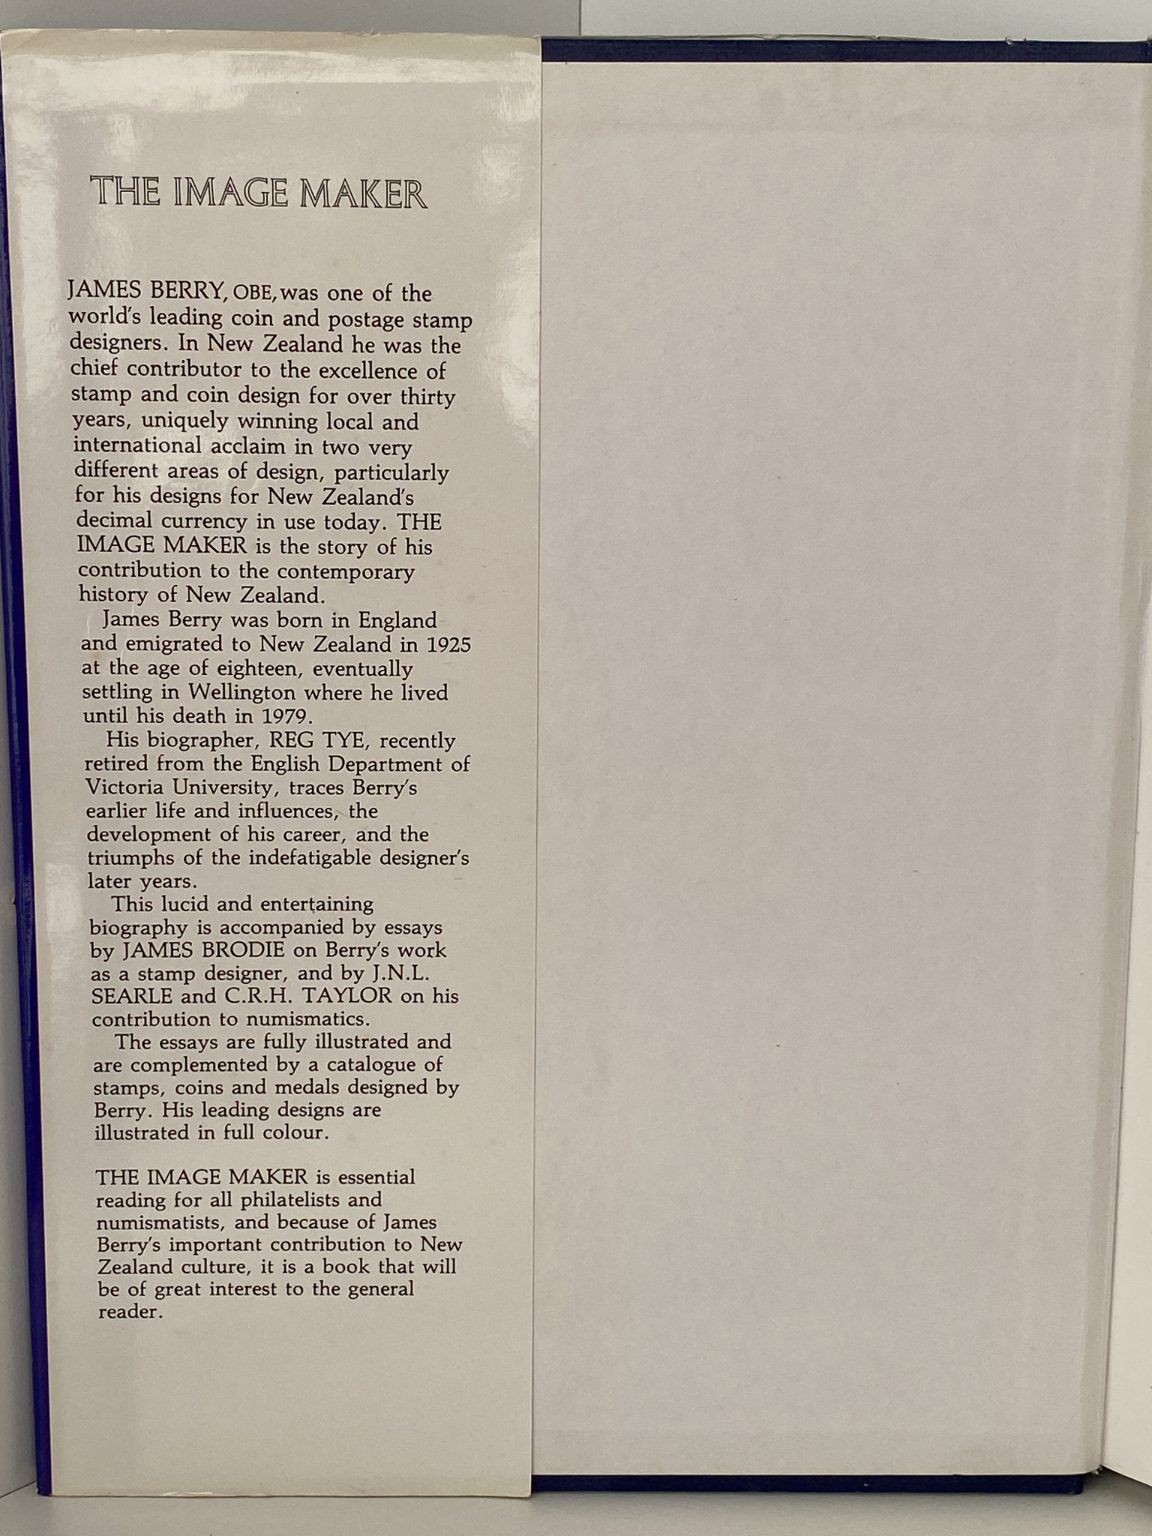 THE IMAGE MAKER
JAMES BERRY, OBE, was one of the
world's leading coin and postage stamp
designers. In New Zealand he was the
chief contributor to the excellence of
stamp and coin design for over thirty
years, uniquely winning local and
international acclaim in two very
different areas of design, particularly
for his designs for New Zealand's
decimal currency in use today. THE
IMAGE MAKER is the story of his
contribution to the contemporary
history of New Zealand.
James Berry was born in England
and emigrated to New Zealand in 1925
at the age of eighteen, eventually
settling in Wellington where he lived
until his death in 1979.
His biographer, REG TYE, recently
retired from the English Department of
Victoria University, traces Berry's
earlier life and influences, the
development of his career, and the
triumphs of the indefatigable designer's
later years.
This lucid and entertaining
biography is accompanied by essays
by JAMES BRODIE on Berry's work
as a stamp designer, and by J.N.L.
SEARLE and C.R.H. TAYLOR on his
contribution to numismatics.
The essays are fully illustrated and
are complemented by a catalogue of
stamps, coins and medals designed by
Berry. His leading designs are
illustrated in full colour.
THE IMAGE MAKER is essential
reading for all philatelists and
numismatists, and because of James
Berry's important contribution to New
Zealand culture, it is a book that will
be of great interest to the general
reader.